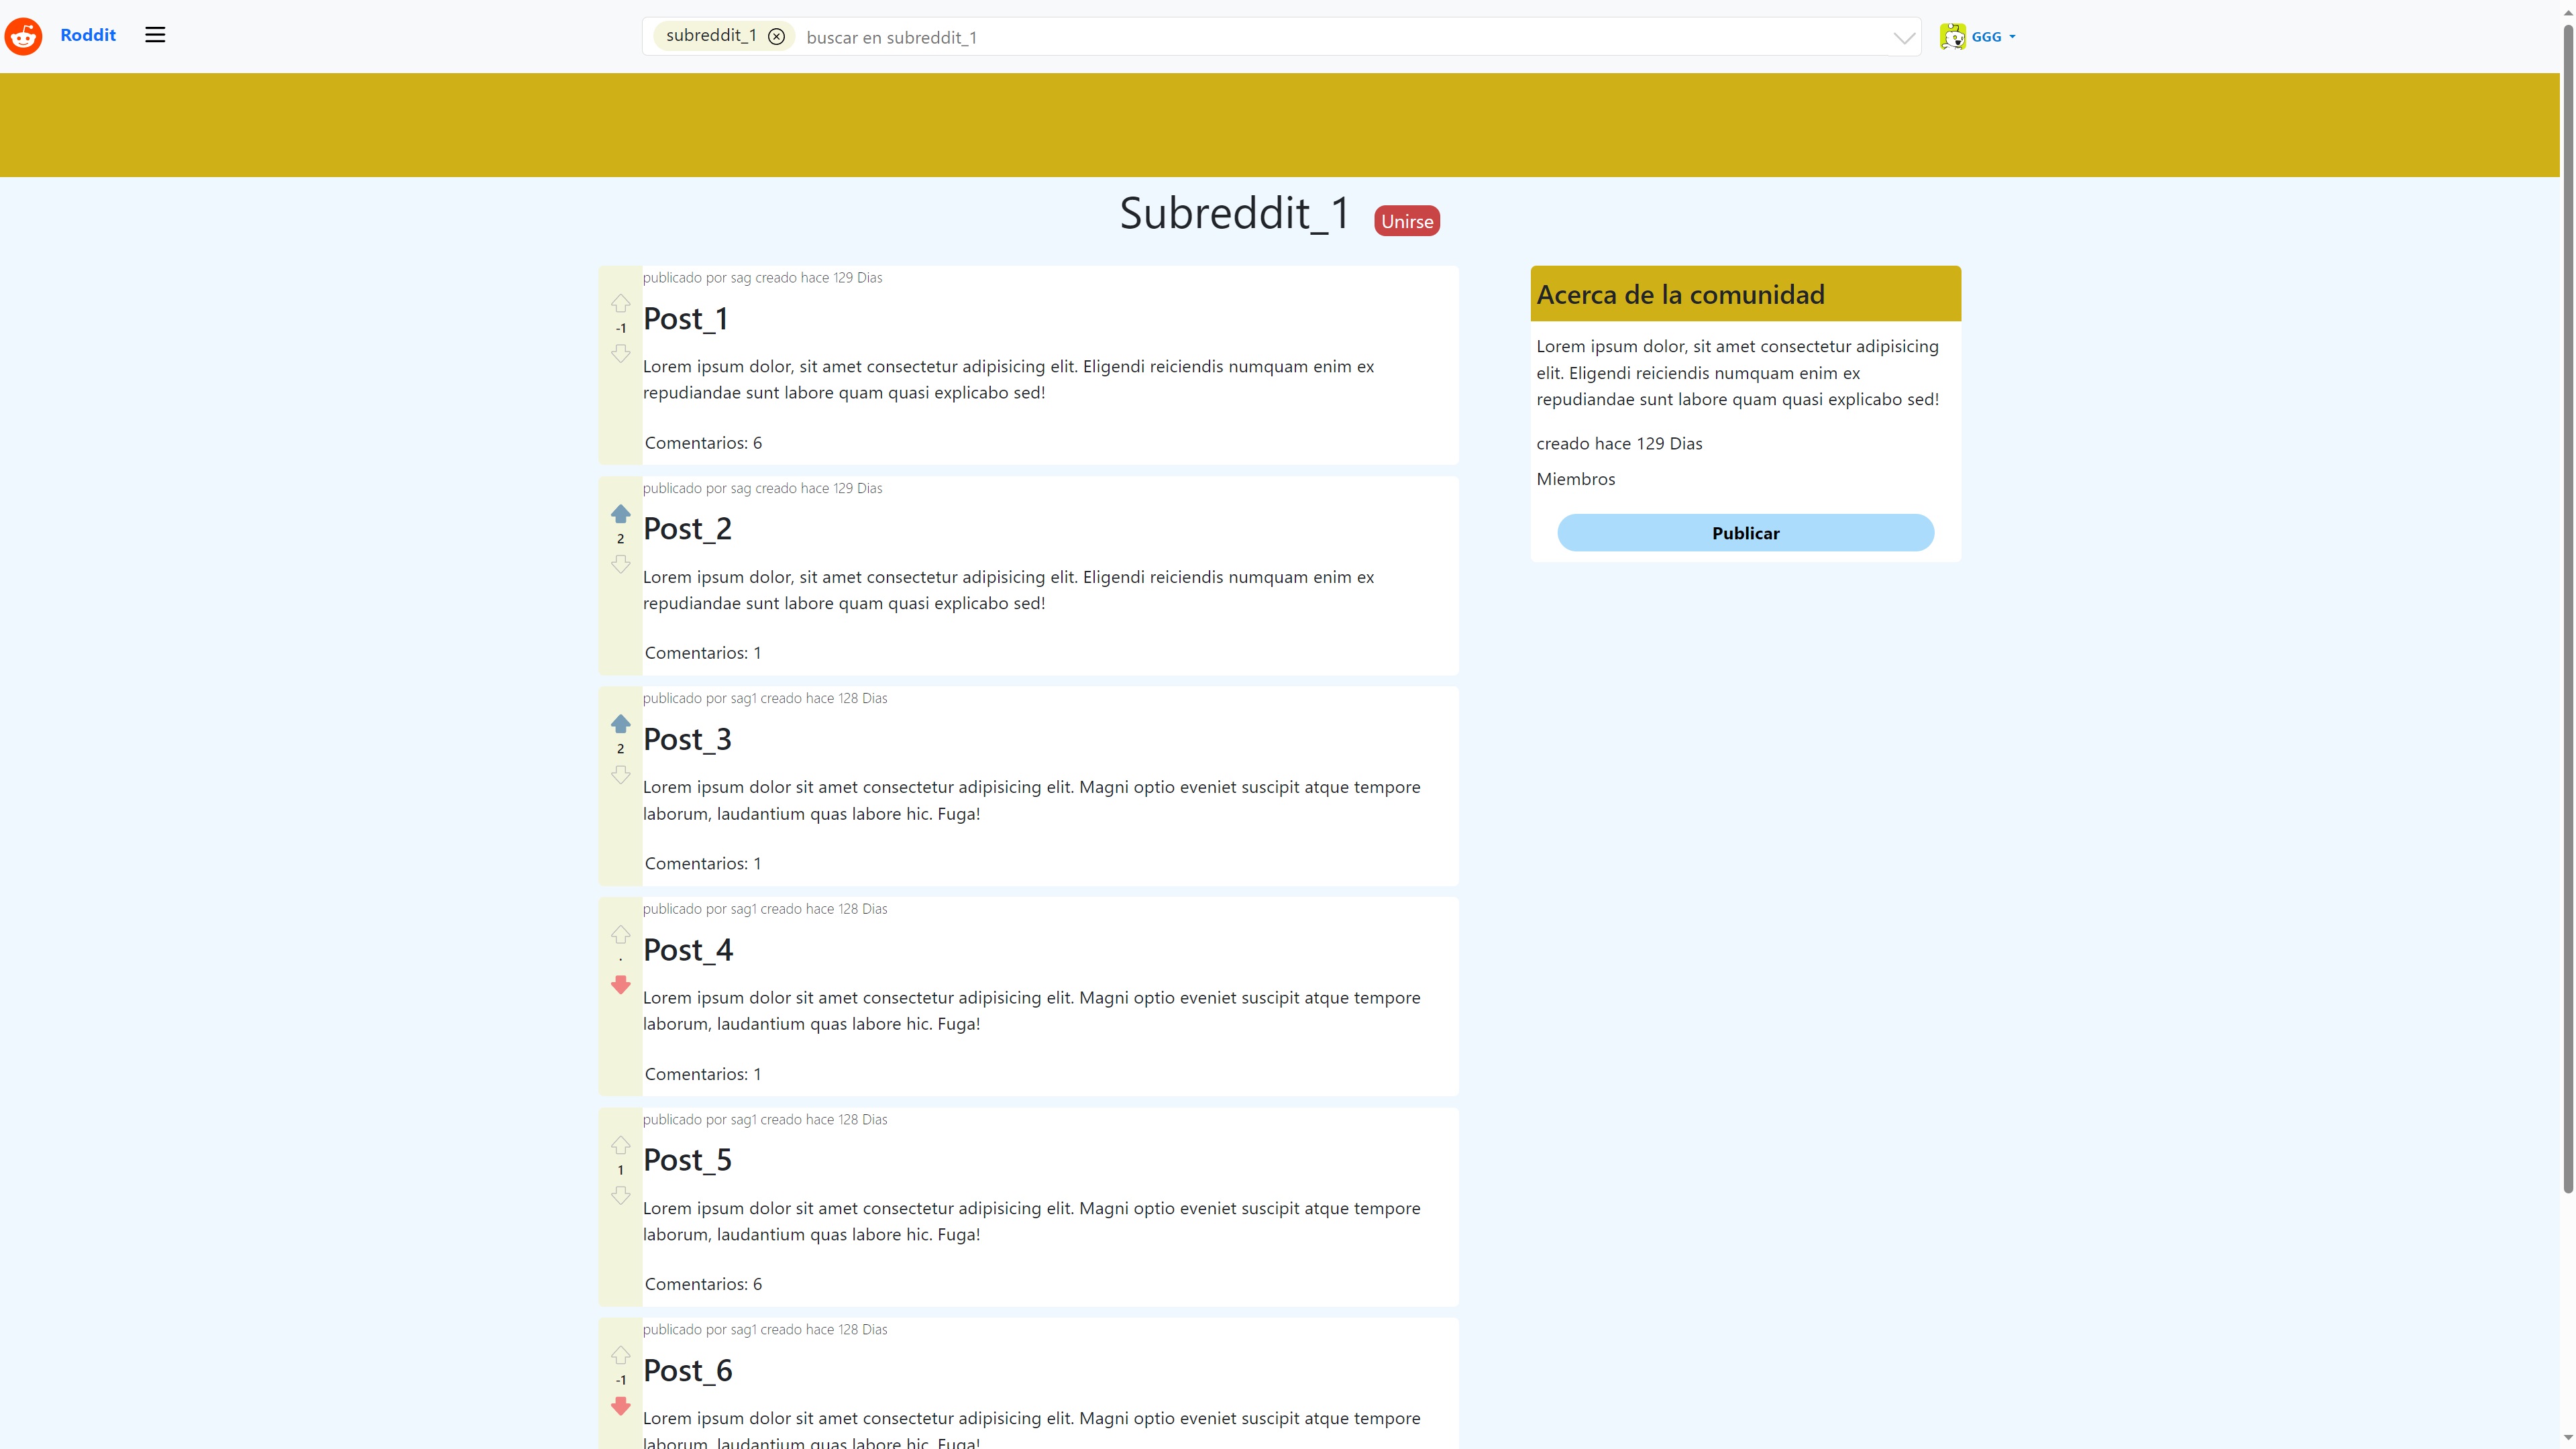 Roddit
subreddit_1
buscar en subreddit_1
GGG
Subreddit_1
Unirse
publicado por sag creado hace 129 Dias
-1
Post_1
Lorem ipsum dolor, sit amet consectetur adipisicing elit. Eligendi reiciendis numquam enim ex
repudiandae sunt labore quam quasi explicabo sed!
Comentarios: 6
publicado por sag creado hace 129 Dias
2
Post_2
Lorem ipsum dolor, sit amet consectetur adipisicing elit. Eligendi reiciendis numquam enim ex
repudiandae sunt labore quam quasi explicabo sed!
Comentarios: 1
publicado por sag1 creado hace 128 Dias
2
Post_3
Lorem ipsum dolor sit amet consectetur adipisicing elit. Magni optio eveniet suscipit atque tempore
laborum, laudantium quas labore hic. Fuga!
Comentarios: 1
publicado por sag1 creado hace 128 Dias
.
Post_4
Lorem ipsum dolor sit amet consectetur adipisicing elit. Magni optio eveniet suscipit atque tempore
laborum, laudantium quas labore hic. Fuga!
Comentarios: 1
publicado por sag1 creado hace 128 Dias
1
Post_5
Lorem ipsum dolor sit amet consectetur adipisicing elit. Magni optio eveniet suscipit atque tempore
laborum, laudantium quas labore hic. Fuga!
Comentarios: 6
publicado por sag1 creado hace 128 Dias
-1
Post_6
Lorem ipsum dolor sit amet consectetur adipisicing elit. Magni optio eveniet suscipit atque tempore
laborum, laudantium quas labore hic. Fuga!
Acerca de la comunidad
Lorem ipsum dolor, sit amet consectetur adipisicing
elit. Eligendi reiciendis numquam enim ex
repudiandae sunt labore quam quasi explicabo sed!
creado hace 129 Dias
Miembros
Publicar